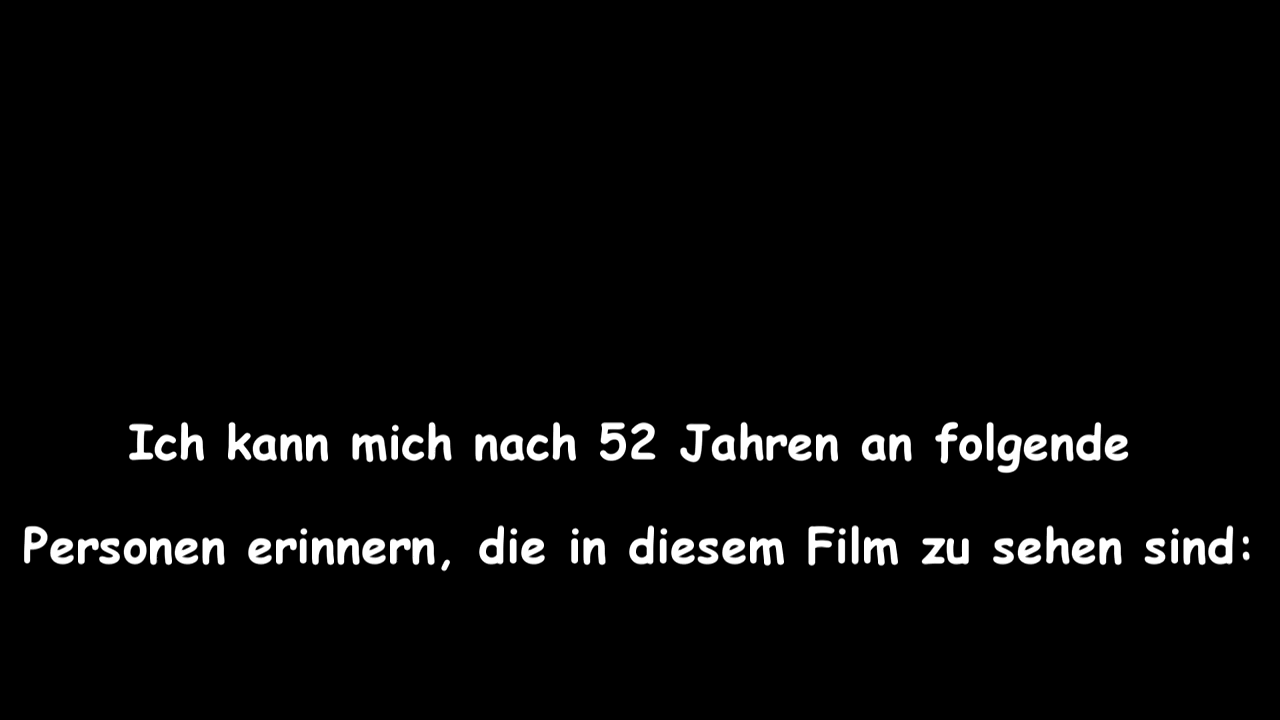 Ich kann mich nach 52 Jahren an folgende
Personen erinnern, die in diesem Film zu sehen sind: